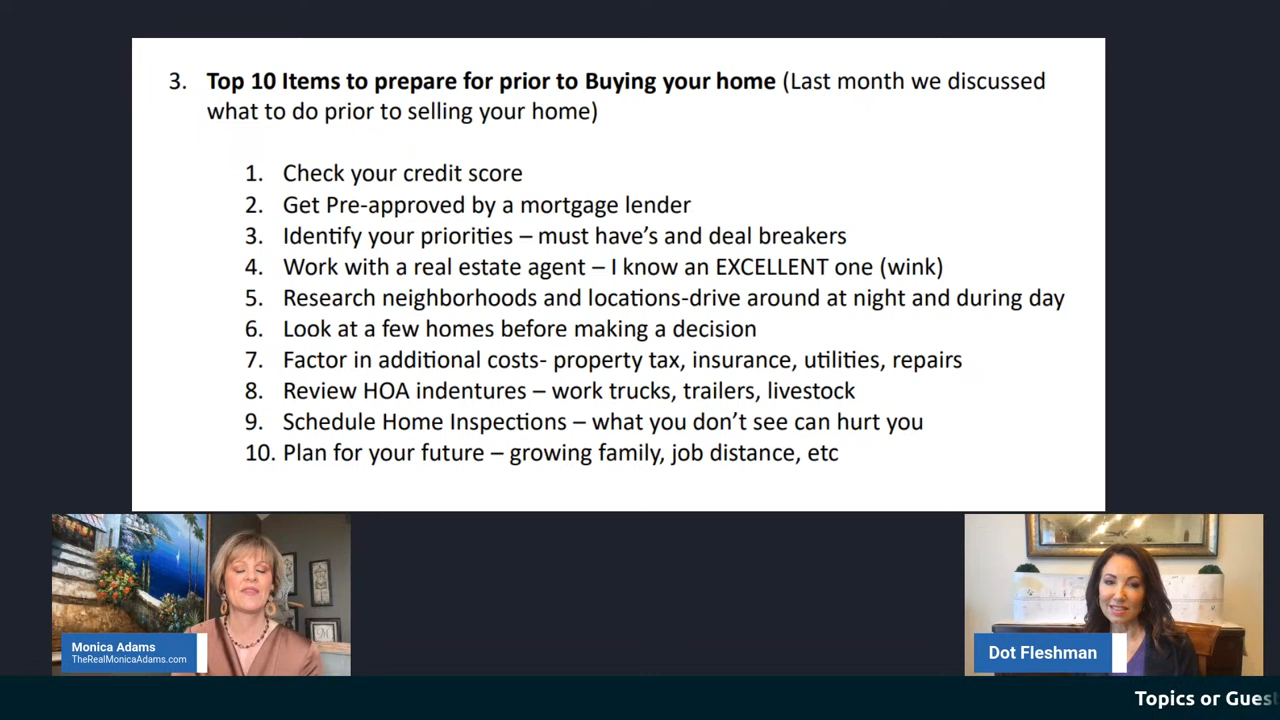 3. Top 10 Items to prepare for prior to Buying your home (Last month we discussed
what to do prior to selling your home)
1. Check your credit score
2. Get Pre-approved by a mortgage lender
3. Identify your priorities – must have's and deal breakers
4. Work with a real estate agent – I know an EXCELLENT one (wink)
5. Research neighborhoods and locations-drive around at night and during day
6. Look at a few homes before making a decision
7. Factor in additional costs- property tax, insurance, utilities, repairs
8. Review HOA indentures – work trucks, trailers, livestock
9. Schedule Home Inspections – what you don't see can hurt you
10. Plan for your future – growing family, job distance, etc
M
Monica Adams
TheRealMonicaAdams.com
Dot Fleshman
Topics or Gues